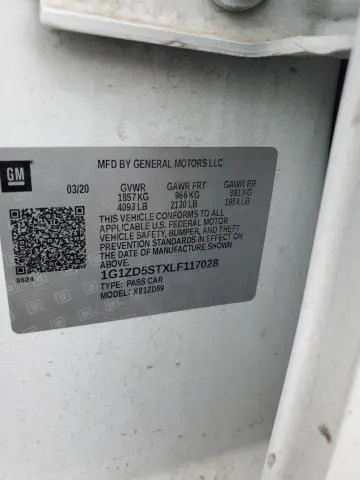 MFD BY GENERAL MOTORS LLC
GM
03/20 GVWR GAWR FRT GAWR RR
1857 KG 966 KG 891 KG
4093 LB 2130 LB 1964 LB
THIS VEHICLE CONFORMS TO ALL
APPLICABLE U.S. FEDERAL MOTOR
VEHICLE SAFETY, BUMPER, AND THEFT
PREVENTION STANDARDS IN EFFECT ON
THE DATE OF MANUFACTURE SHOWN
ABOVE.
1G1ZD5STXLF117028
TYPE: PASS CAR
MODEL: X81ZD69
8624